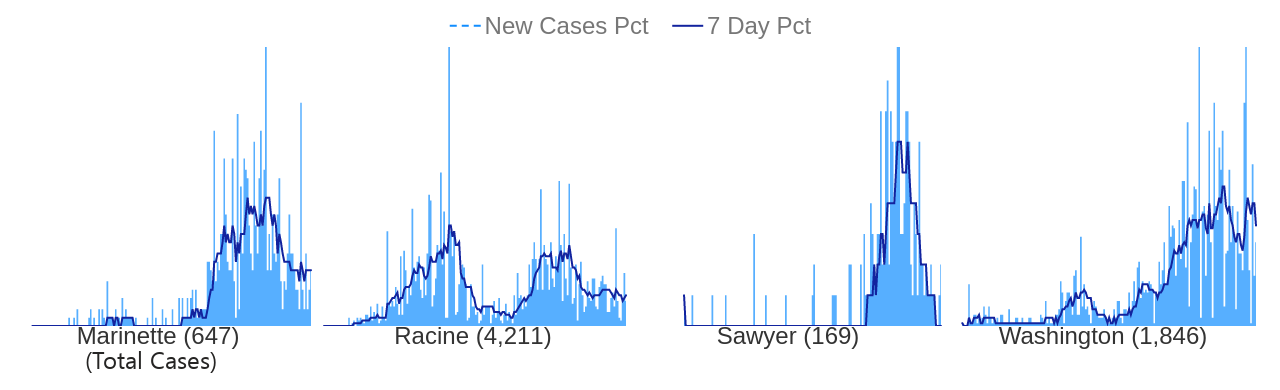 New Cases Pct 7 Day Pct
Marinette (647) Racine (4,211) Sawyer (169) Washington (1,846)
(Total Cases)